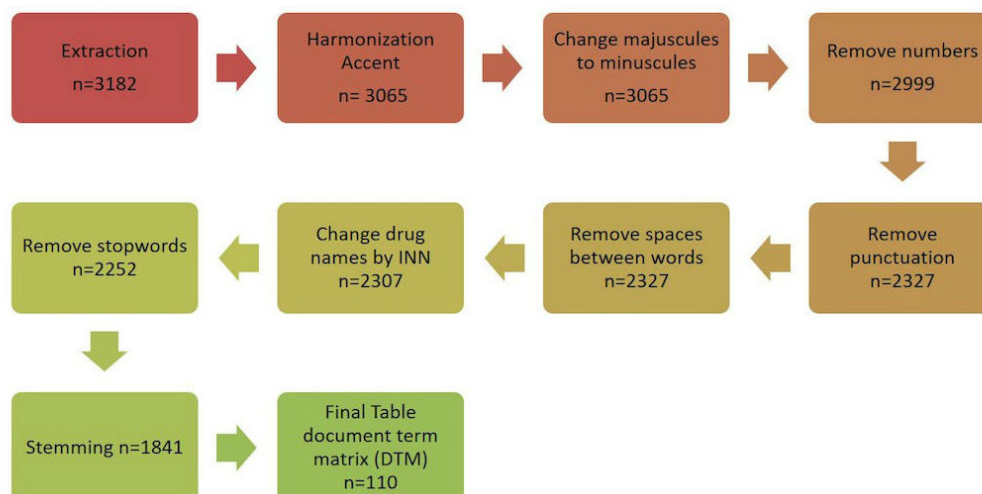 Extraction
n=3182
Harmonization
Accent
n= 3065
Change majuscules
to minuscules
n=3065
Remove numbers
n=2999
Remove
punctuation
n=2327
Remove spaces
between words
n=2327
Change drug
names by INN
n=2307
Remove stopwords
n=2252
Stemming n=1841
Final Table
document term
matrix (DTM)
n=110